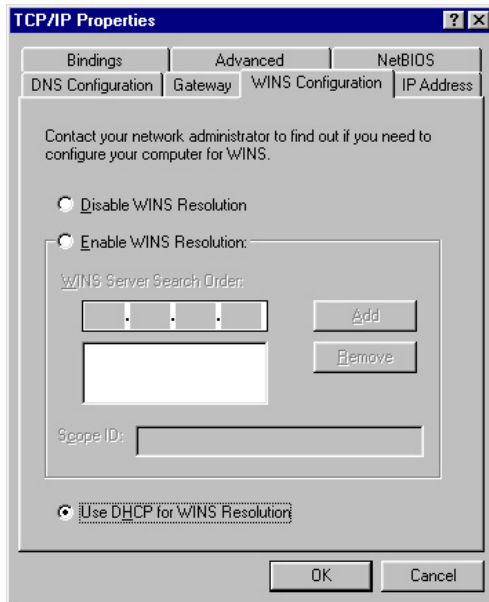 TCP/IP Properties
Bindings Advanced NetBIOS
DNS Configuration Gateway WINS Configuration IP Address
Contact your network administrator to find out if you need to
configure your computer for WINS.
Disable WINS Resolution
Enable WINS Resolution:
WINS Server Search Order:
Add
Remove
Scope ID:
Use DHCP for WINS Resolution
OK Cancel